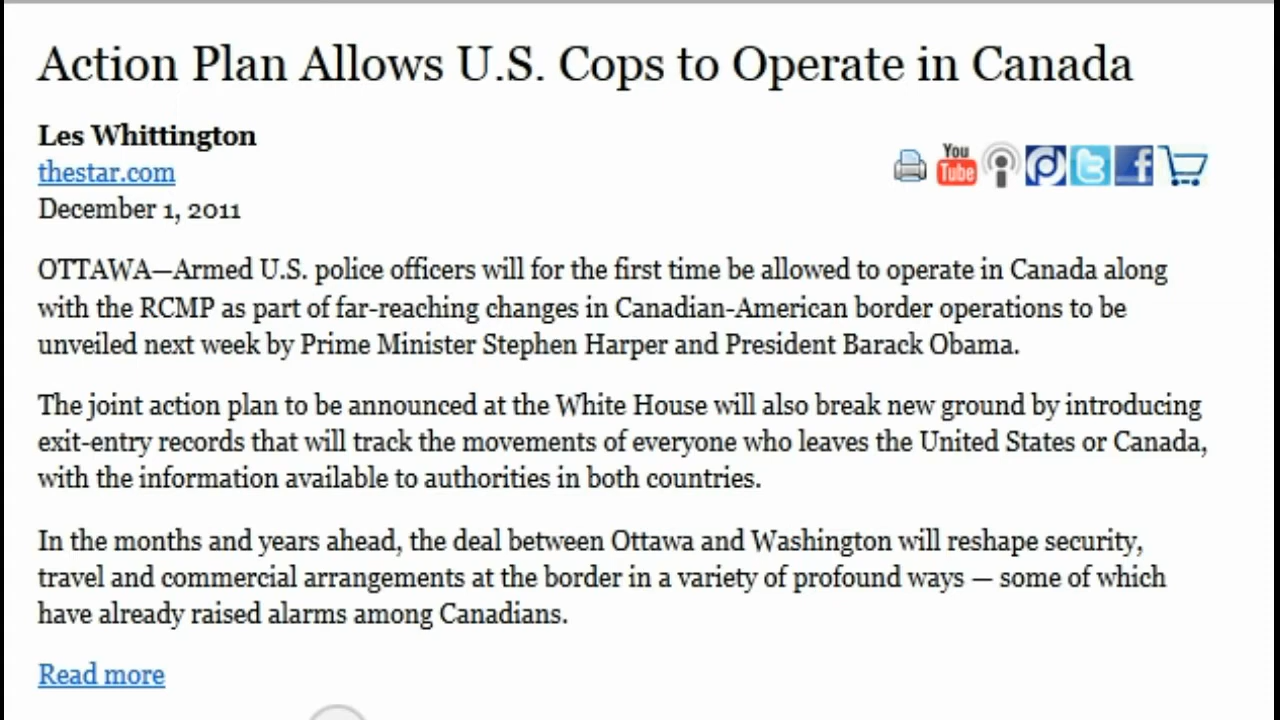 Action Plan Allows U.S. Cops to Operate in Canada
Les Whittington
thestar.com
December 1, 2011
You
Tube
OTTAWA—Armed U.S. police officers will for the first time be allowed to operate in Canada along
with the RCMP as part of far-reaching changes in Canadian-American border operations to be
unveiled next week by Prime Minister Stephen Harper and President Barack Obama.
The joint action plan to be announced at the White House will also break new ground by introducing
exit-entry records that will track the movements of everyone who leaves the United States or Canada,
with the information available to authorities in both countries.
In the months and years ahead, the deal between Ottawa and Washington will reshape security,
travel and commercial arrangements at the border in a variety of profound ways — some of which
have already raised alarms among Canadians.
Read more